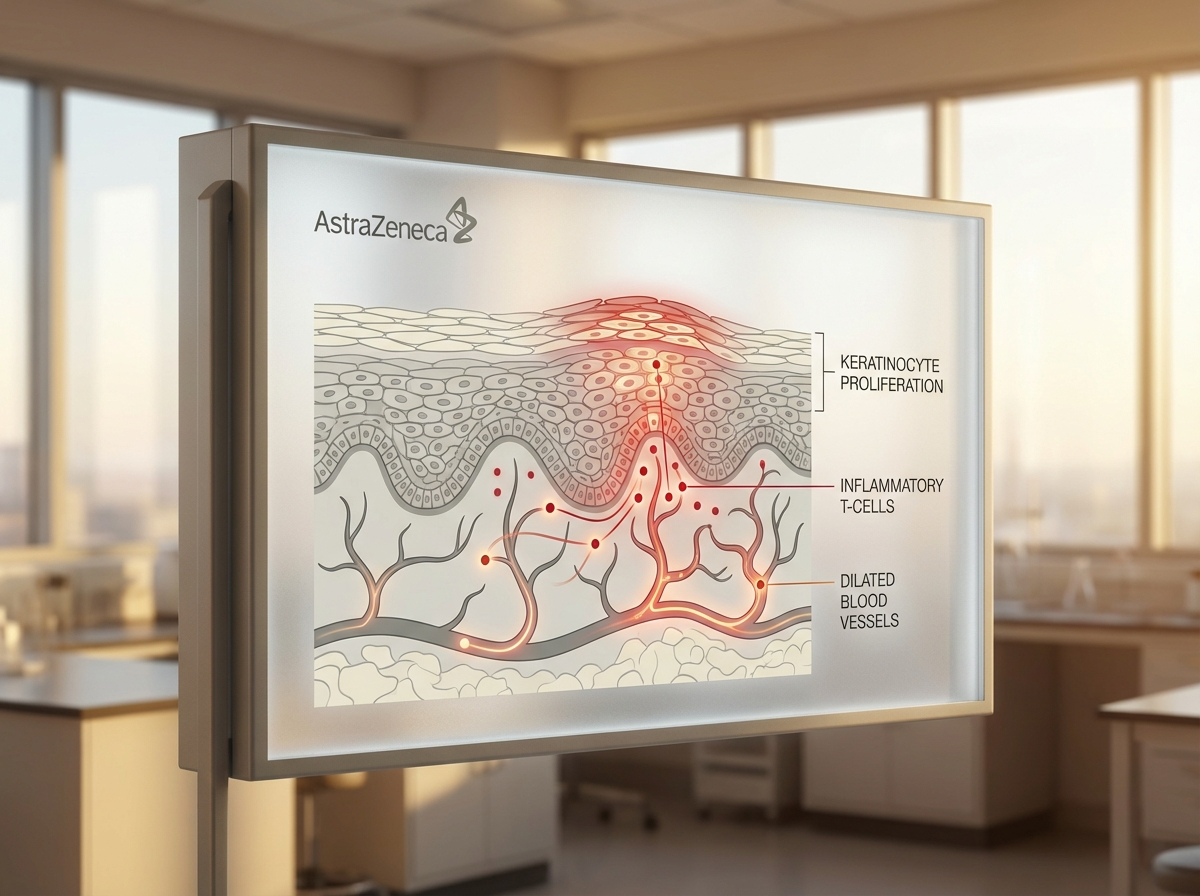 AstraZeneca
KERATINOCYTE
PROLIFERATION
INFLAMMATORY
T-CELLS
DILATED
BLOOD
VESSELS